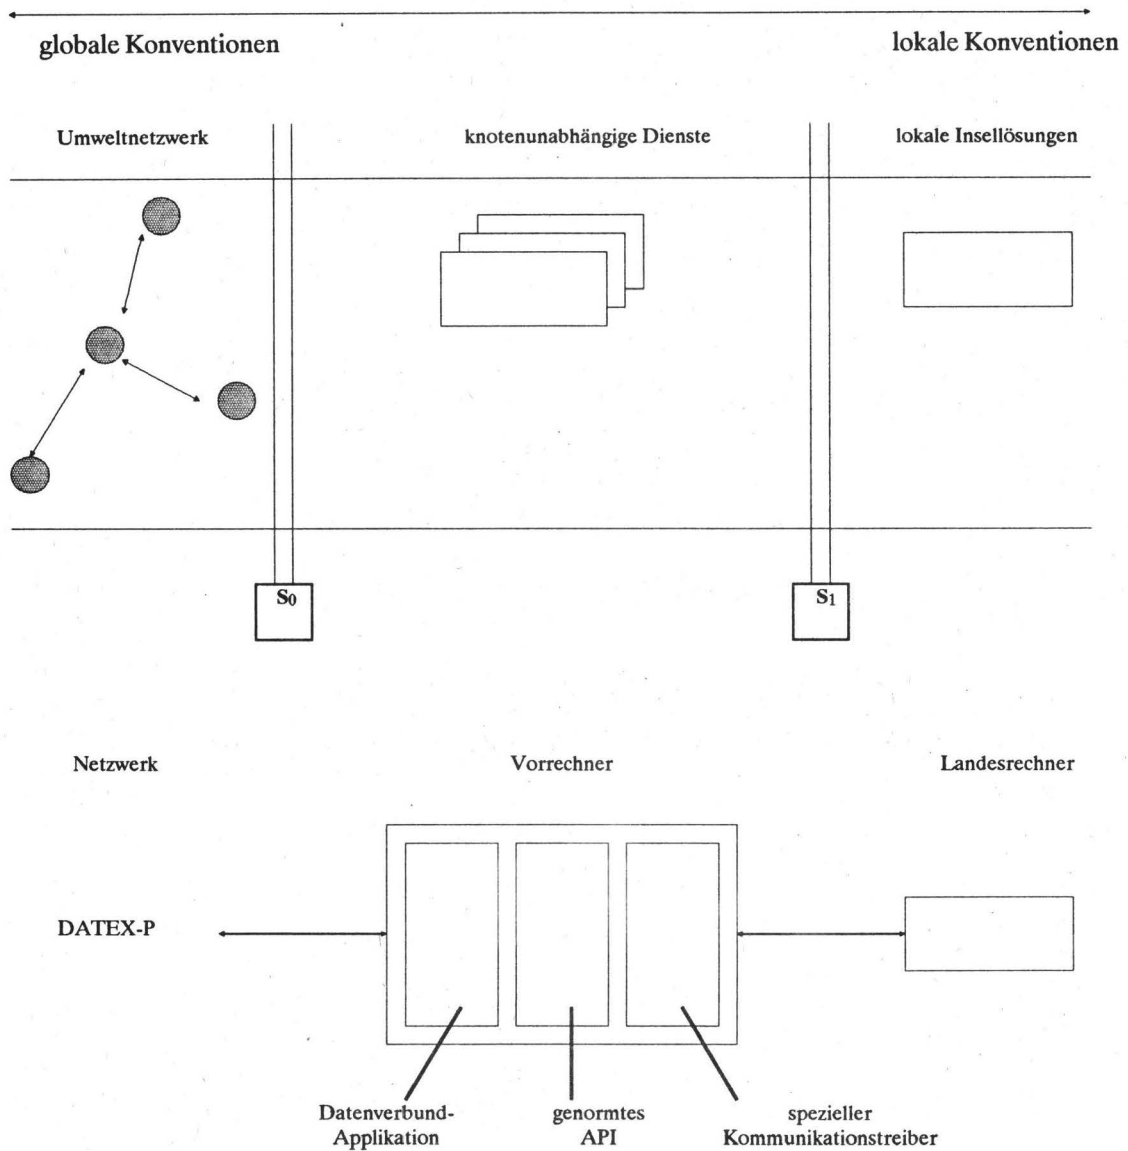 globale Konventionen
lokale Konventionen
Umweltnetzwerk
knotenunabhängige Dienste
lokale Insellösungen
S0
S1
Netzwerk
Vorrechner
Landesrechner
DATEX-P
Datenverbund-
Applikation
genormtes
API
spezieller
Kommunikationstreiber